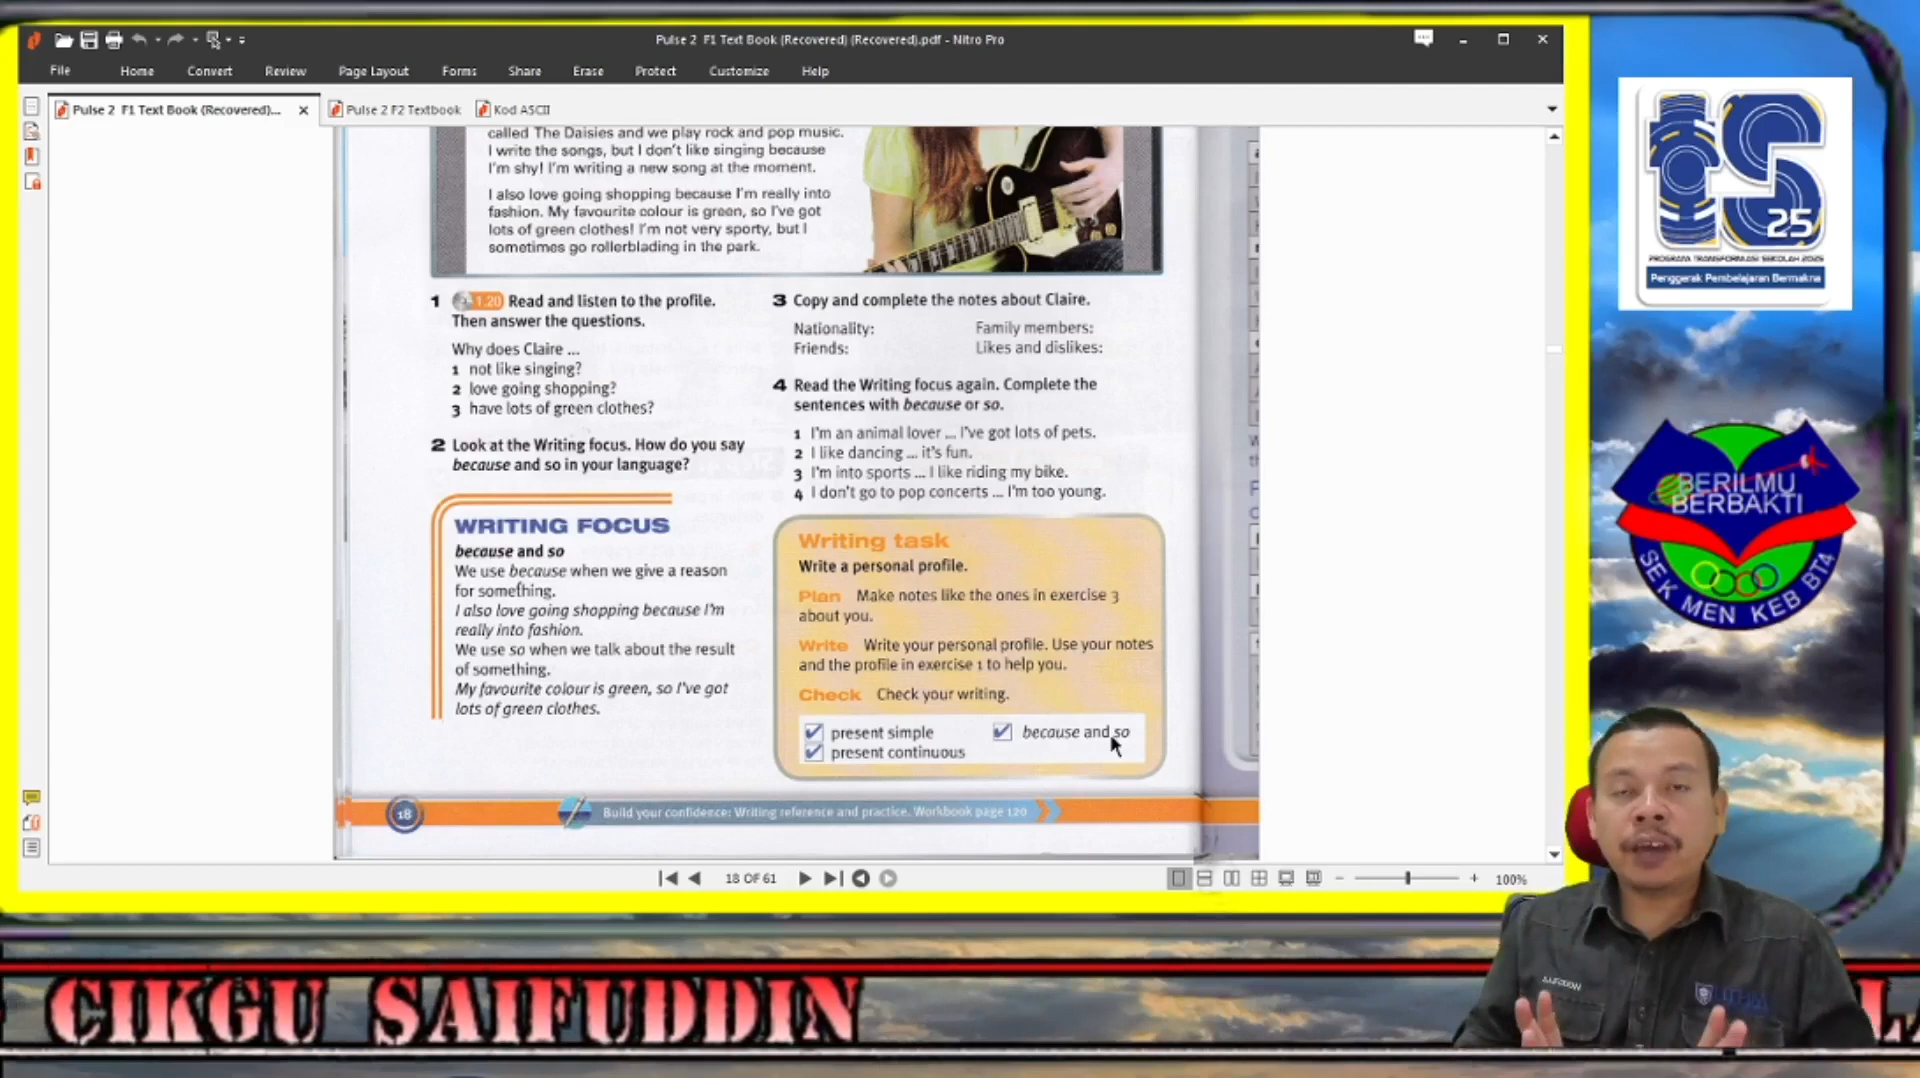 Pulse 2 F1 Text Book (Recovered) (Recovered).pdf - Nitro Pro
File Home Convert Review Page Layout Forms Share Erase Protect Customize Help
Pulse 2 F1 Text Book (Recovered)... Pulse 2 F2 Textbook Kod ASCII
called The Daisies and we play rock and pop music.
I write the songs, but I don't like singing because
I'm shy! I'm writing a new song at the moment.
I also love going shopping because I'm really into
fashion. My favourite colour is green, so I've got
lots of green clothes! I'm not very sporty, but I
sometimes go rollerblading in the park.
1 1.20 Read and listen to the profile.
Then answer the questions.
Why does Claire ...
1 not like singing?
2 love going shopping?
3 have lots of green clothes?
2 Look at the Writing focus. How do you say
because and so in your language?
WRITING FOCUS
because and so
We use because when we give a reason
for something.
I also love going shopping because I'm
really into fashion.
We use so when we talk about the result
of something.
My favourite colour is green, so I've got
lots of green clothes.
3 Copy and complete the notes about Claire.
Nationality: Family members:
Friends: Likes and dislikes:
4 Read the Writing focus again. Complete the
sentences with because or so.
1 I'm an animal lover ... I've got lots of pets.
2 I like dancing ... it's fun.
3 I'm into sports ... I like riding my bike.
4 I don't go to pop concerts ... I'm too young.
Writing task
Write a personal profile.
Plan Make notes like the ones in exercise 3
about you.
Write Write your personal profile. Use your notes
and the profile in exercise 1 to help you.
Check Check your writing.
present simple because and so
present continuous
18 Build your confidence: Writing reference and practice. Workbook page 120
18 OF 61 100%
tS
25
PROGRAM TRANSFORMASI SEKOLAH 2025
Penggerak Pembelajaran Bermakna
BERILMU
BERBAKTI
SEK MEN KEB BT4
SAIFUDDIN
CIKGU SAIFUDDIN